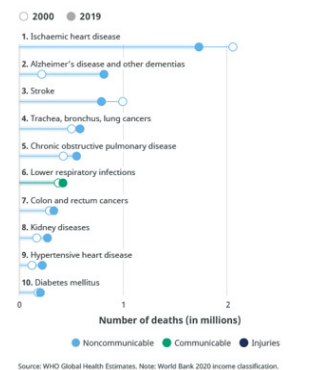 2000 2019
1. Ischaemic heart disease
2. Alzheimer's disease and other dementias
3. Stroke
4. Trachea, bronchus, lung cancers
5. Chronic obstructive pulmonary disease
6. Lower respiratory infections
7. Colon and rectum cancers
8. Kidney diseases
9. Hypertensive heart disease
10. Diabetes mellitus
0 1 2
Number of deaths (in millions)
Noncommunicable Communicable Injuries
Source: WHO Global Health Estimates. Note: World Bank 2020 income classification.